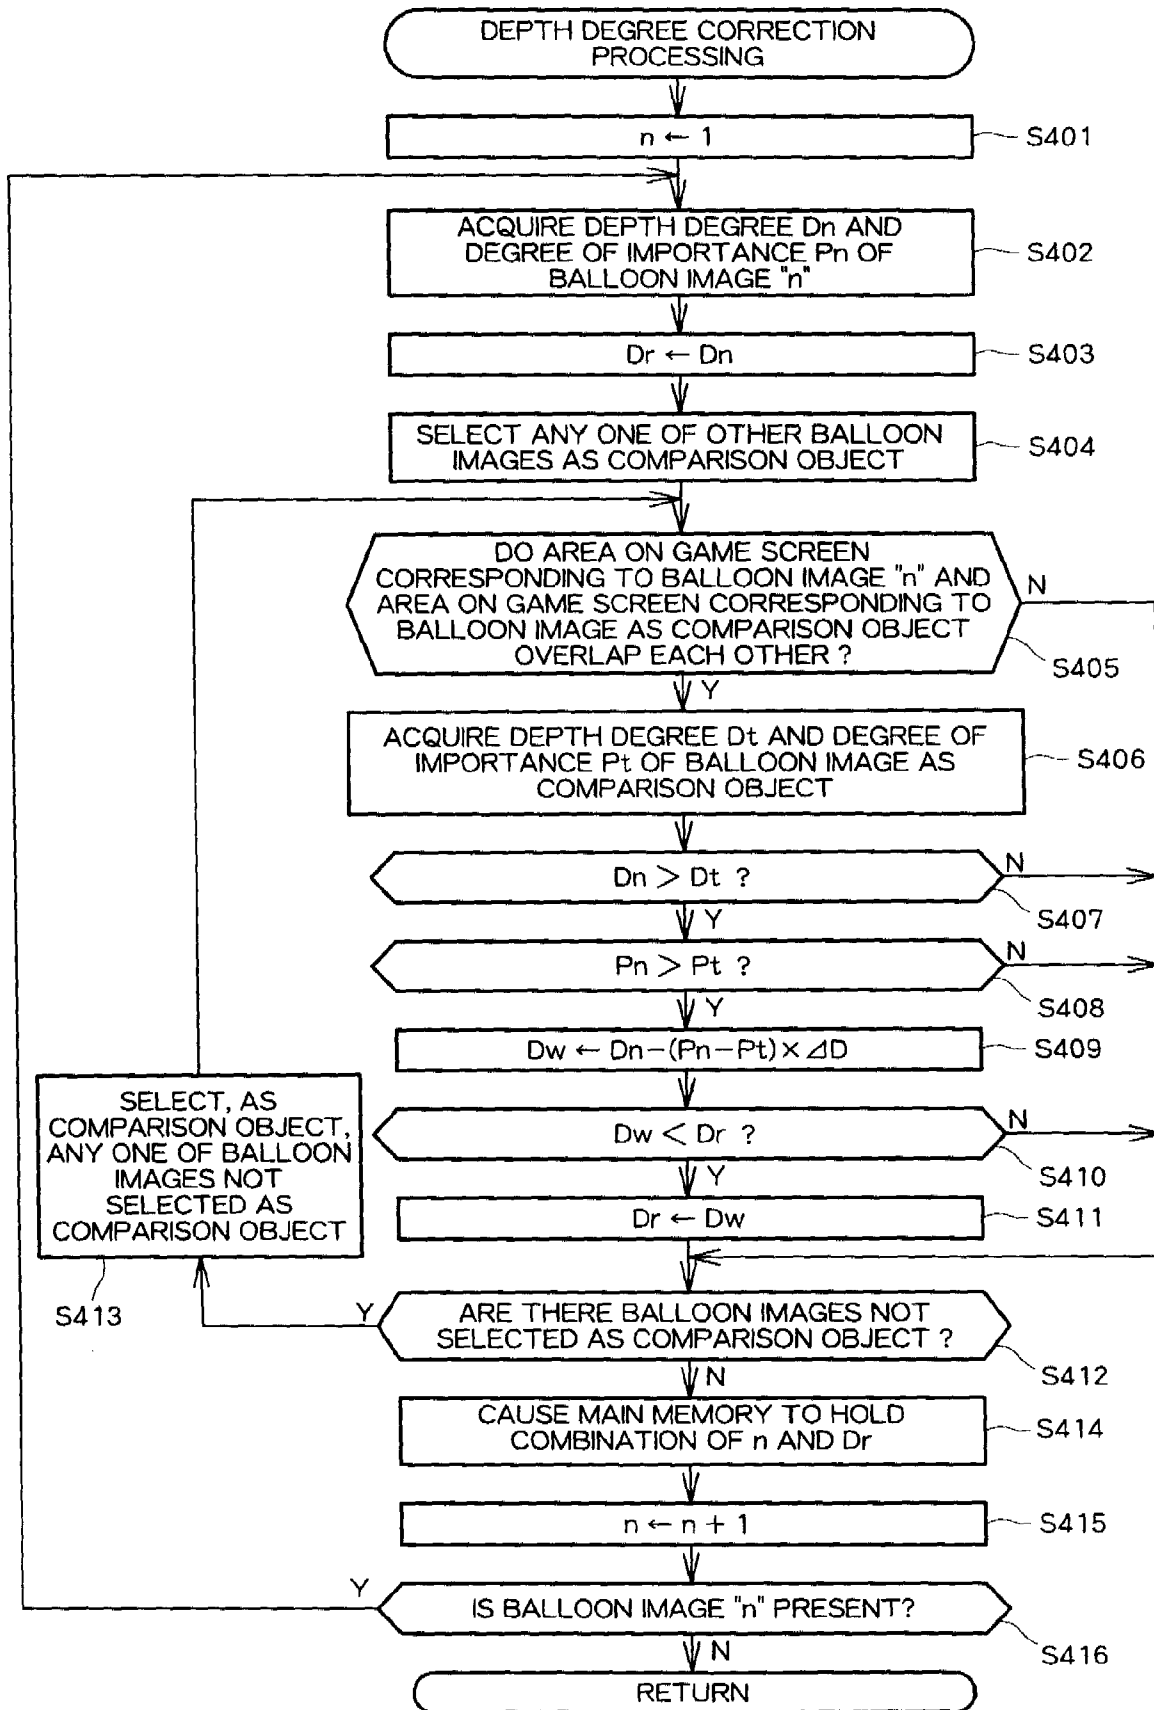 DEPTH DEGREE CORRECTION
PROCESSING
n ← 1
S401
ACQUIRE DEPTH DEGREE Dn AND
DEGREE OF IMPORTANCE Pn OF
BALLOON IMAGE "n"
S402
Dr ← Dn
S403
SELECT ANY ONE OF OTHER BALLOON
IMAGES AS COMPARISON OBJECT
S404
DO AREA ON GAME SCREEN
CORRESPONDING TO BALLOON IMAGE "n" AND
AREA ON GAME SCREEN CORRESPONDING TO
BALLOON IMAGE AS COMPARISON OBJECT
OVERLAP EACH OTHER ?
N
S405
Y
ACQUIRE DEPTH DEGREE Dt AND DEGREE OF
IMPORTANCE Pt OF BALLOON IMAGE AS
COMPARISON OBJECT
S406
Dn > Dt ?
N
S407
Y
Pn > Pt ?
N
S408
Y
Dw ← Dn−(Pn−Pt)×⊿D
S409
Dw < Dr ?
N
S410
Y
Dr ← Dw
S411
SELECT, AS
COMPARISON OBJECT,
ANY ONE OF BALLOON
IMAGES NOT
SELECTED AS
COMPARISON OBJECT
S413
Y
ARE THERE BALLOON IMAGES NOT
SELECTED AS COMPARISON OBJECT ?
S412
N
CAUSE MAIN MEMORY TO HOLD
COMBINATION OF n AND Dr
S414
n ← n + 1
S415
Y
IS BALLOON IMAGE "n" PRESENT?
S416
N
RETURN